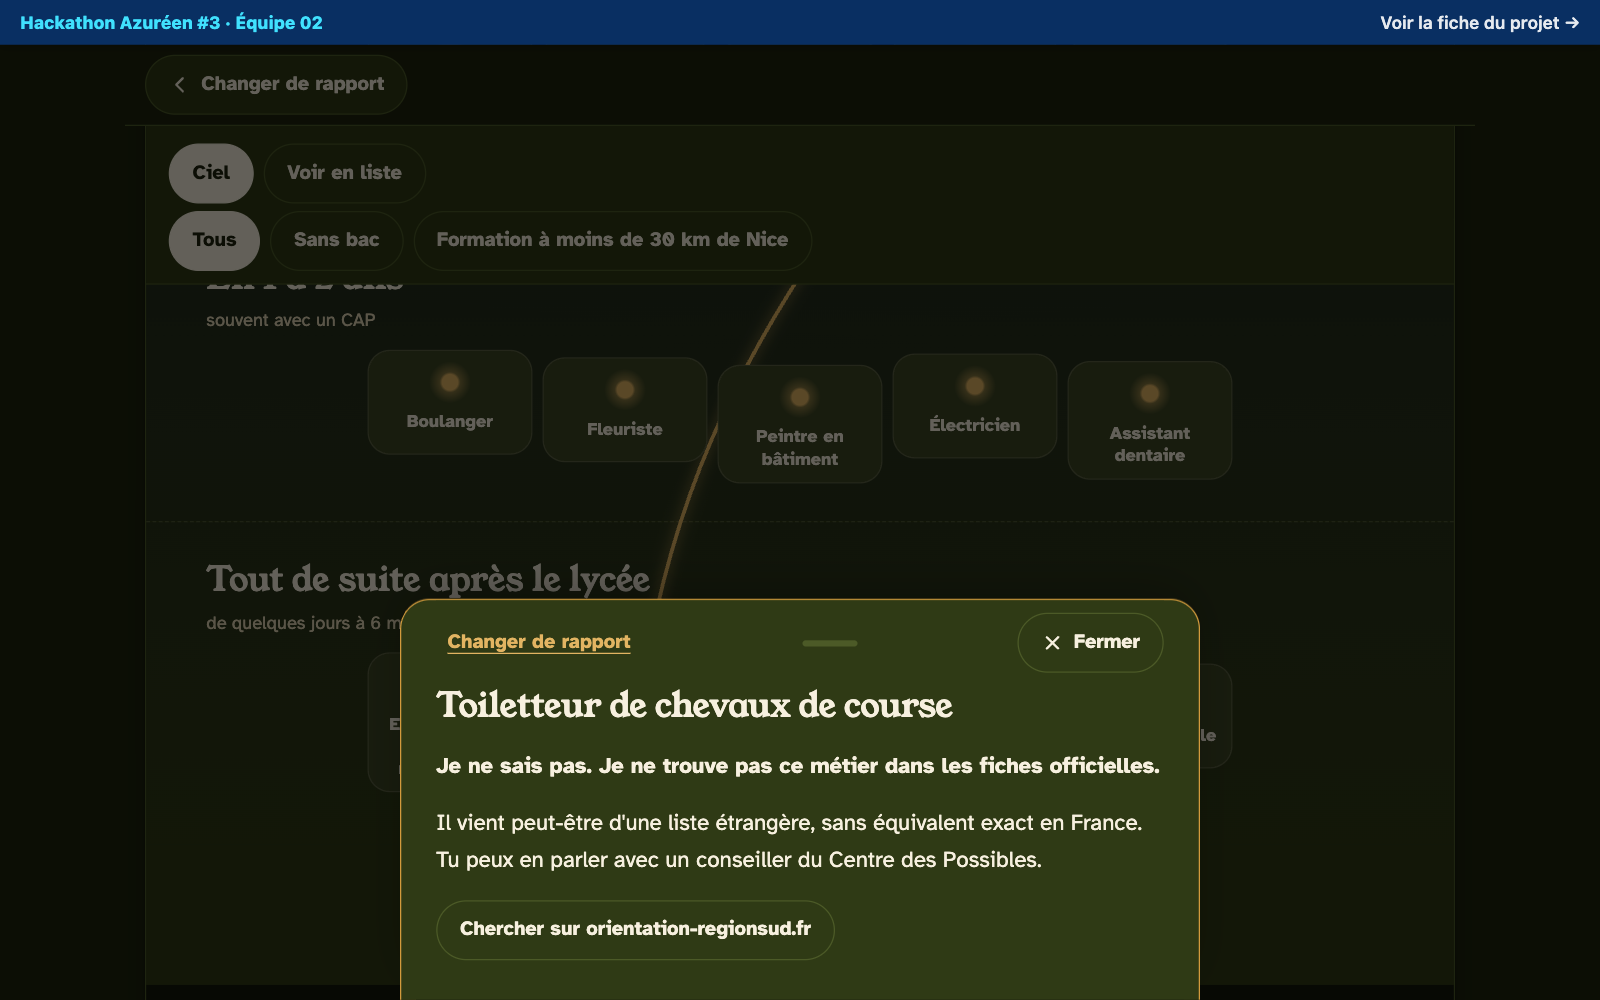 Hackathon Azuréen #3 · Équipe 02
Voir la fiche du projet →
Changer de rapport
Ciel
Voir en liste
Tous
Sans bac
Formation à moins de 30 km de Nice
souvent avec un CAP
Boulanger
Fleuriste
Peintre en
bâtiment
Électricien
Assistant
dentaire
Tout de suite après le lycée
de quelques jours à 6 m
Changer de rapport
Fermer
Toiletteur de chevaux de course
Je ne sais pas. Je ne trouve pas ce métier dans les fiches officielles.
Il vient peut-être d'une liste étrangère, sans équivalent exact en France.
Tu peux en parler avec un conseiller du Centre des Possibles.
Chercher sur orientation-regionsud.fr